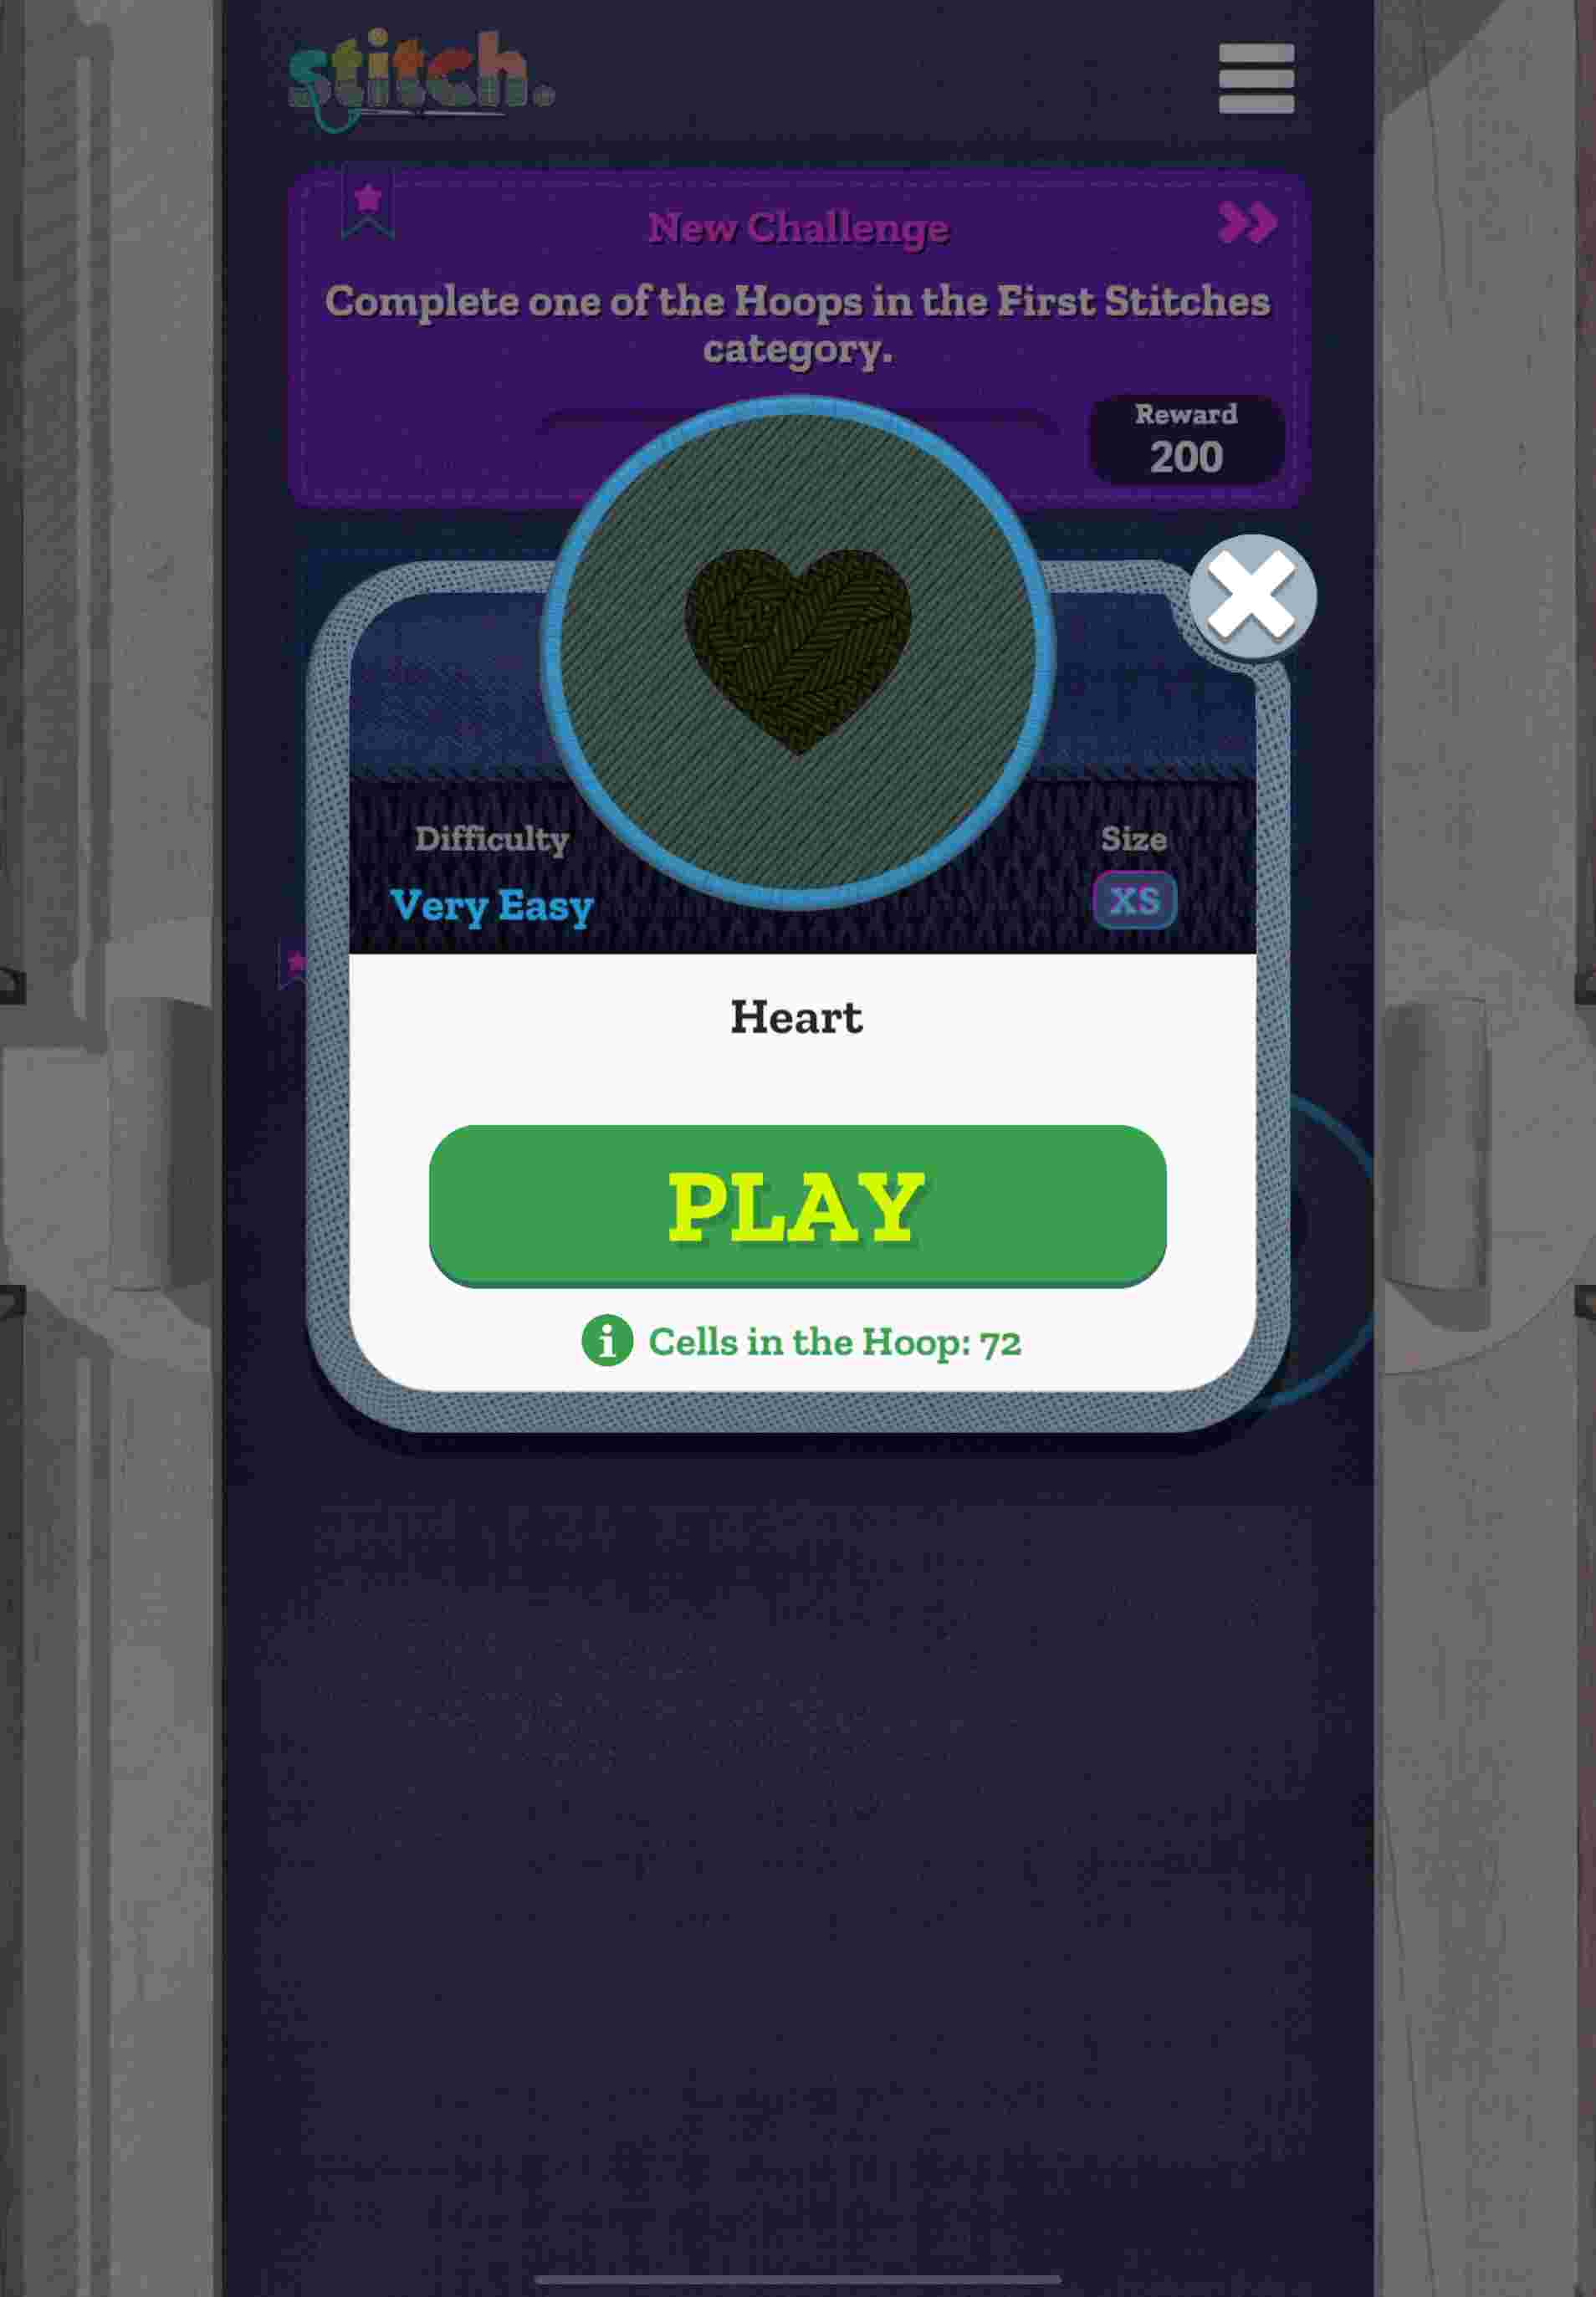 stitch.
New Challenge
Complete one of the Hoops in the First Stitches
category.
Reward
200
Difficulty
Very Easy
Size
XS
Heart
PLAY
i Cells in the Hoop: 72